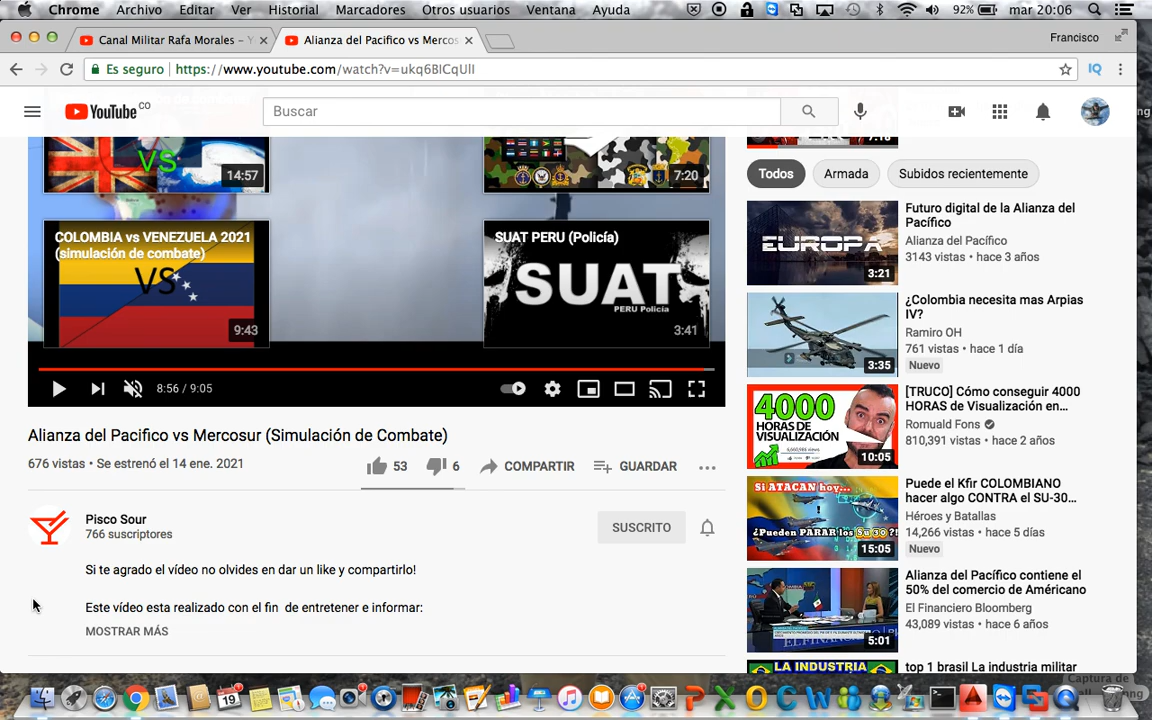 Chrome Archivo Editar Ver Historial Marcadores Otros usuarios Ventana Ayuda 92% mar 20:06
Canal Militar Rafa Morales – Y
Alianza del Pacifico vs Mercos
Francisco
Es seguro https://www.youtube.com/watch?v=ukq6BlCqUlI
IQ
YouTube CO
Buscar
VS
14:57
7:20
COLOMBIA vs VENEZUELA 2021
(simulación de combate)
VS
9:43
SUAT PERU (Policía)
SUAT
PERU Policia
3:41
8:56 / 9:05
Alianza del Pacifico vs Mercosur (Simulación de Combate)
676 vistas • Se estrenó el 14 ene. 2021
53
6
COMPARTIR
GUARDAR
Pisco Sour
766 suscriptores
SUSCRITO
Si te agrado el vídeo no olvides en dar un like y compartirlo!
Este vídeo esta realizado con el fin de entretener e informar:
MOSTRAR MÁS
Todos
Armada
Subidos recientemente
EUROPA
3:21
Futuro digital de la Alianza del
Pacífico
Alianza del Pacífico
3143 vistas • hace 3 años
3:35
¿Colombia necesita mas Arpias
IV?
Ramiro OH
761 vistas • hace 1 día
Nuevo
4000
HORAS DE
VISUALIZACIÓN
10:05
[TRUCO] Cómo conseguir 4000
HORAS de Visualización en...
Romuald Fons
810,391 vistas • hace 2 años
Si ATACAN hoy...
¿Pueden PARAR los Su 30 ?!
15:05
Puede el Kfir COLOMBIANO
hacer algo CONTRA el SU-30...
Héroes y Batallas
14,266 vistas • hace 5 días
Nuevo
5:01
Alianza del Pacífico contiene el
50% del comercio de Américano
El Financiero Bloomberg
43,089 vistas • hace 6 años
LA INDUSTRIA
top 1 brasil La industria militar
Captura de
19